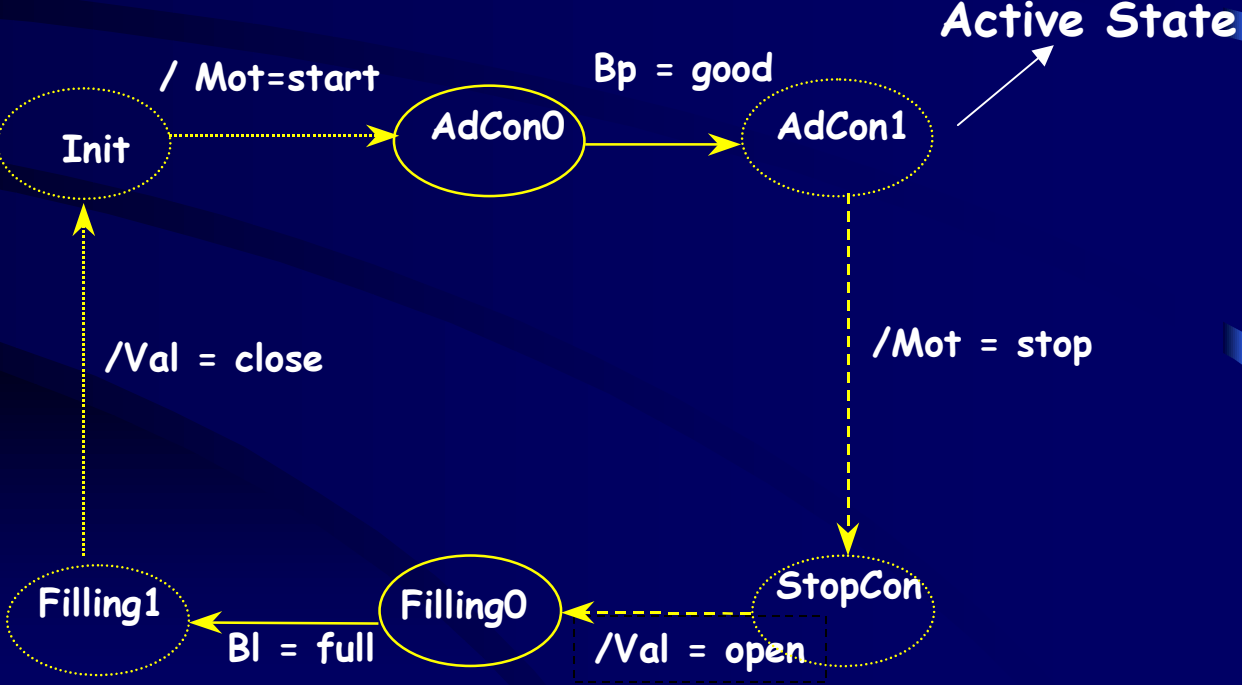 Active State
/ Mot=start
Bp = good
Init
AdCon0
AdCon1
/Val = close
/Mot = stop
Filling1
Filling0
StopCon
Bl = full
/Val = open